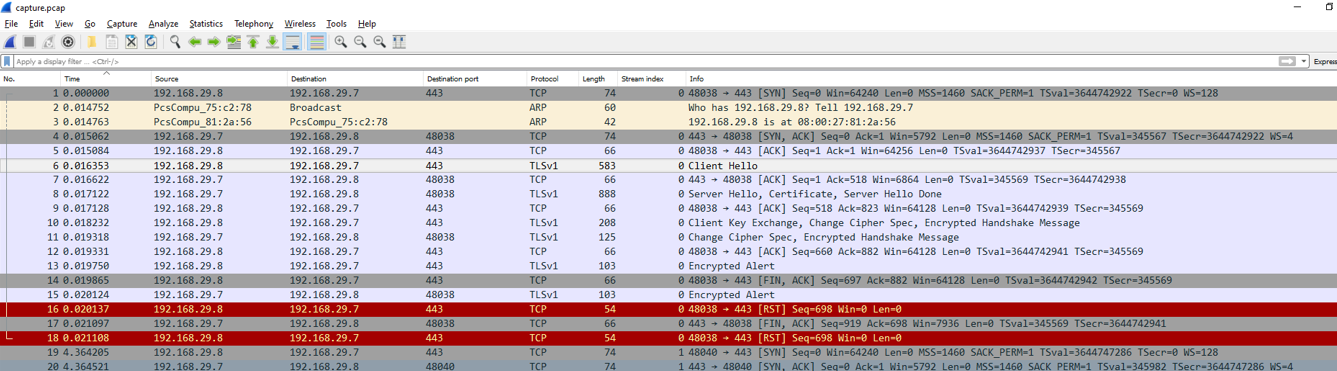 capture.pcap
File Edit View Go Capture Analyze Statistics Telephony Wireless Tools Help
Apply a display filter ... <Ctrl-/> Express
No. Time Source Destination Destination port Protocol Length Stream index Info
1 0.000000 192.168.29.8 192.168.29.7 443 TCP 74 0 48038 → 443 [SYN] Seq=0 Win=64240 Len=0 MSS=1460 SACK_PERM=1 TSval=3644742922 TSecr=0 WS=128
2 0.014752 PcsCompu_75:c2:78 Broadcast ARP 60 Who has 192.168.29.8? Tell 192.168.29.7
3 0.014763 PcsCompu_81:2a:56 PcsCompu_75:c2:78 ARP 42 192.168.29.8 is at 08:00:27:81:2a:56
4 0.015062 192.168.29.7 192.168.29.8 48038 TCP 74 0 443 → 48038 [SYN, ACK] Seq=0 Ack=1 Win=5792 Len=0 MSS=1460 SACK_PERM=1 TSval=345567 TSecr=3644742922 WS=4
5 0.015084 192.168.29.8 192.168.29.7 443 TCP 66 0 48038 → 443 [ACK] Seq=1 Ack=1 Win=64256 Len=0 TSval=3644742937 TSecr=345567
6 0.016353 192.168.29.8 192.168.29.7 443 TLSv1 583 0 Client Hello
7 0.016622 192.168.29.7 192.168.29.8 48038 TCP 66 0 443 → 48038 [ACK] Seq=1 Ack=518 Win=6864 Len=0 TSval=345569 TSecr=3644742938
8 0.017122 192.168.29.7 192.168.29.8 48038 TLSv1 888 0 Server Hello, Certificate, Server Hello Done
9 0.017128 192.168.29.8 192.168.29.7 443 TCP 66 0 48038 → 443 [ACK] Seq=518 Ack=823 Win=64128 Len=0 TSval=3644742939 TSecr=345569
10 0.018232 192.168.29.8 192.168.29.7 443 TLSv1 208 0 Client Key Exchange, Change Cipher Spec, Encrypted Handshake Message
11 0.019318 192.168.29.7 192.168.29.8 48038 TLSv1 125 0 Change Cipher Spec, Encrypted Handshake Message
12 0.019331 192.168.29.8 192.168.29.7 443 TCP 66 0 48038 → 443 [ACK] Seq=660 Ack=882 Win=64128 Len=0 TSval=3644742941 TSecr=345569
13 0.019750 192.168.29.8 192.168.29.7 443 TLSv1 103 0 Encrypted Alert
14 0.019865 192.168.29.8 192.168.29.7 443 TCP 66 0 48038 → 443 [FIN, ACK] Seq=697 Ack=882 Win=64128 Len=0 TSval=3644742942 TSecr=345569
15 0.020124 192.168.29.7 192.168.29.8 48038 TLSv1 103 0 Encrypted Alert
16 0.020137 192.168.29.8 192.168.29.7 443 TCP 54 0 48038 → 443 [RST] Seq=698 Win=0 Len=0
17 0.021097 192.168.29.7 192.168.29.8 48038 TCP 66 0 443 → 48038 [FIN, ACK] Seq=919 Ack=698 Win=7936 Len=0 TSval=345569 TSecr=3644742941
18 0.021108 192.168.29.8 192.168.29.7 443 TCP 54 0 48038 → 443 [RST] Seq=698 Win=0 Len=0
19 4.364205 192.168.29.8 192.168.29.7 443 TCP 74 1 48040 → 443 [SYN] Seq=0 Win=64240 Len=0 MSS=1460 SACK_PERM=1 TSval=3644747286 TSecr=0 WS=128
20 4.364521 192.168.29.7 192.168.29.8 48040 TCP 74 1 443 → 48040 [SYN, ACK] Seq=0 Ack=1 Win=5792 Len=0 MSS=1460 SACK_PERM=1 TSval=345982 TSecr=3644747286 WS=4